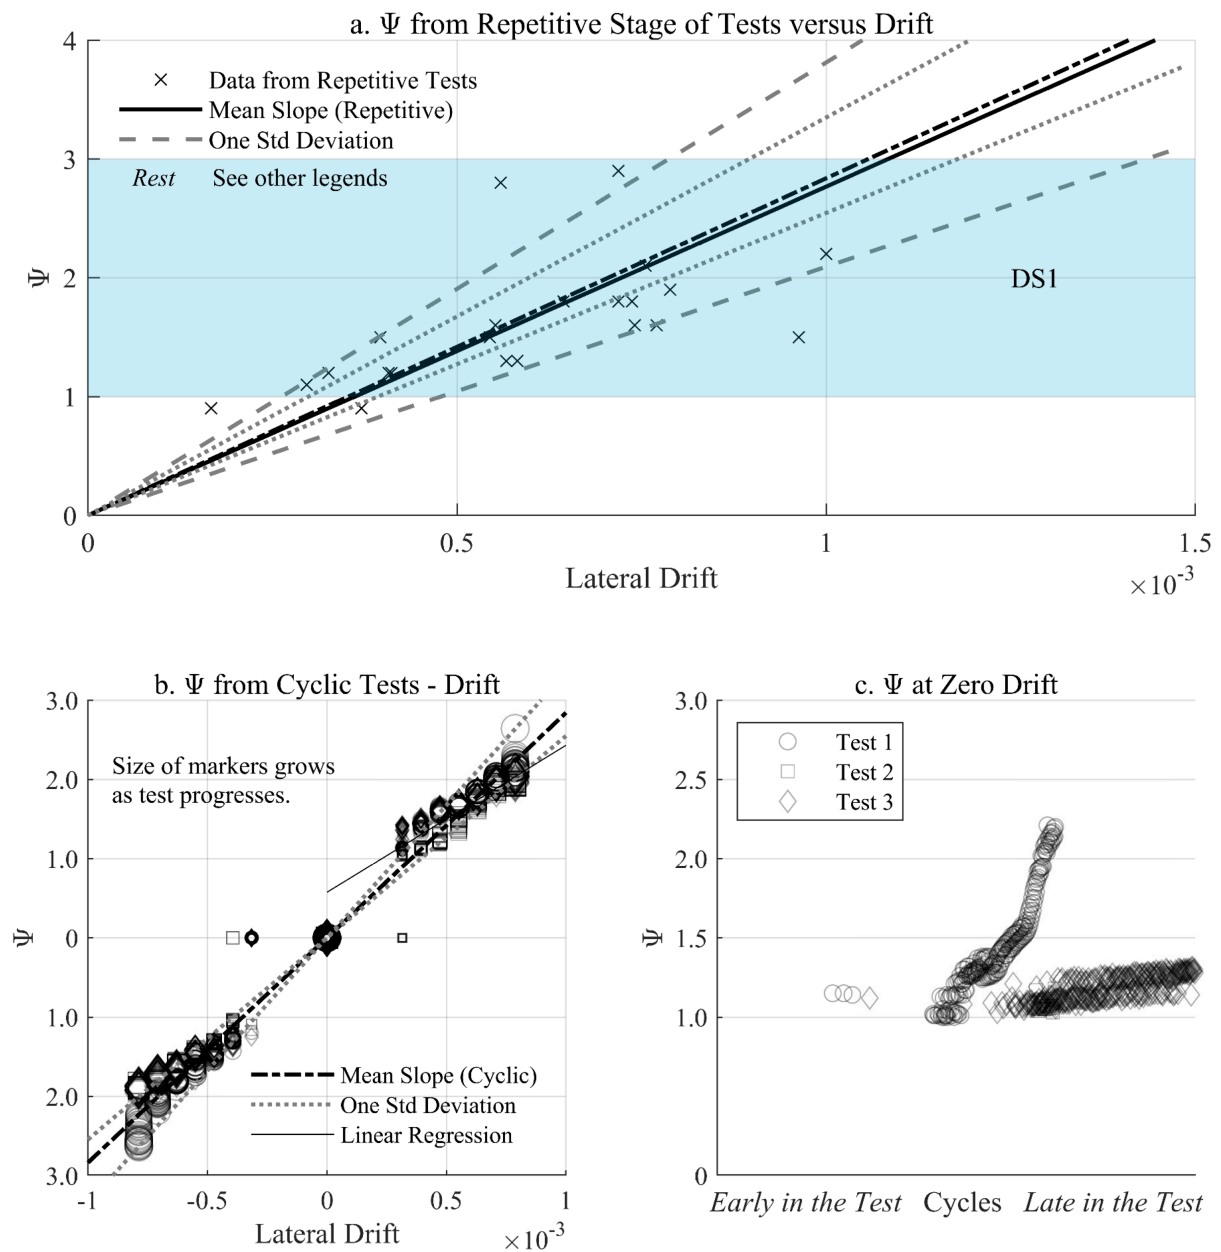 a. Ψ from Repetitive Stage of Tests versus Drift
4
Data from Repetitive Tests
Mean Slope (Repetitive)
One Std Deviation
3
Rest See other legends
Ψ
2
DS1
1
0
0 0.5 1 1.5
Lateral Drift
×10⁻³
b. Ψ from Cyclic Tests - Drift
3.0
Size of markers grows
as test progresses.
2.0
1.0
Ψ
0
1.0
Mean Slope (Cyclic)
2.0
One Std Deviation
Linear Regression
3.0
-1 -0.5 0 0.5 1
Lateral Drift
×10⁻³
c. Ψ at Zero Drift
3.0
Test 1
2.5
Test 2
Test 3
2.0
Ψ
1.5
1.0
0
Early in the Test Cycles Late in the Test